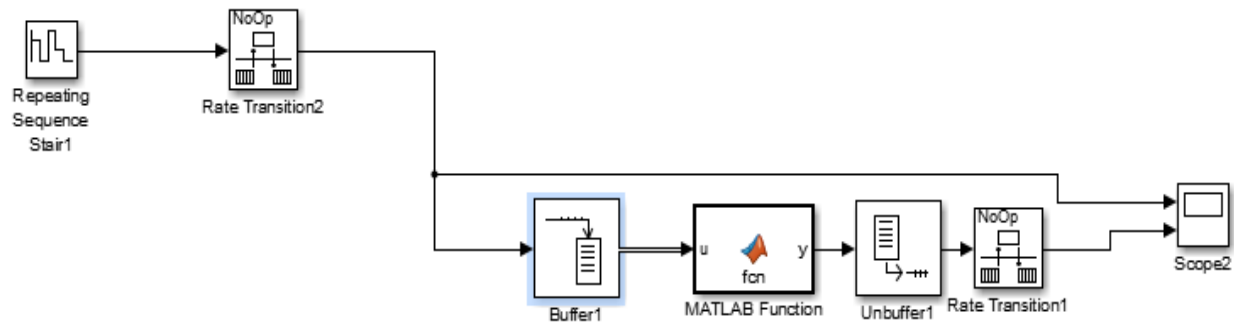 NoOp
Repeating
Sequence
Stair1
Rate Transition2
u
fcn
y
NoOp
Buffer1
MATLAB Function
Unbuffer1
Rate Transition1
Scope2